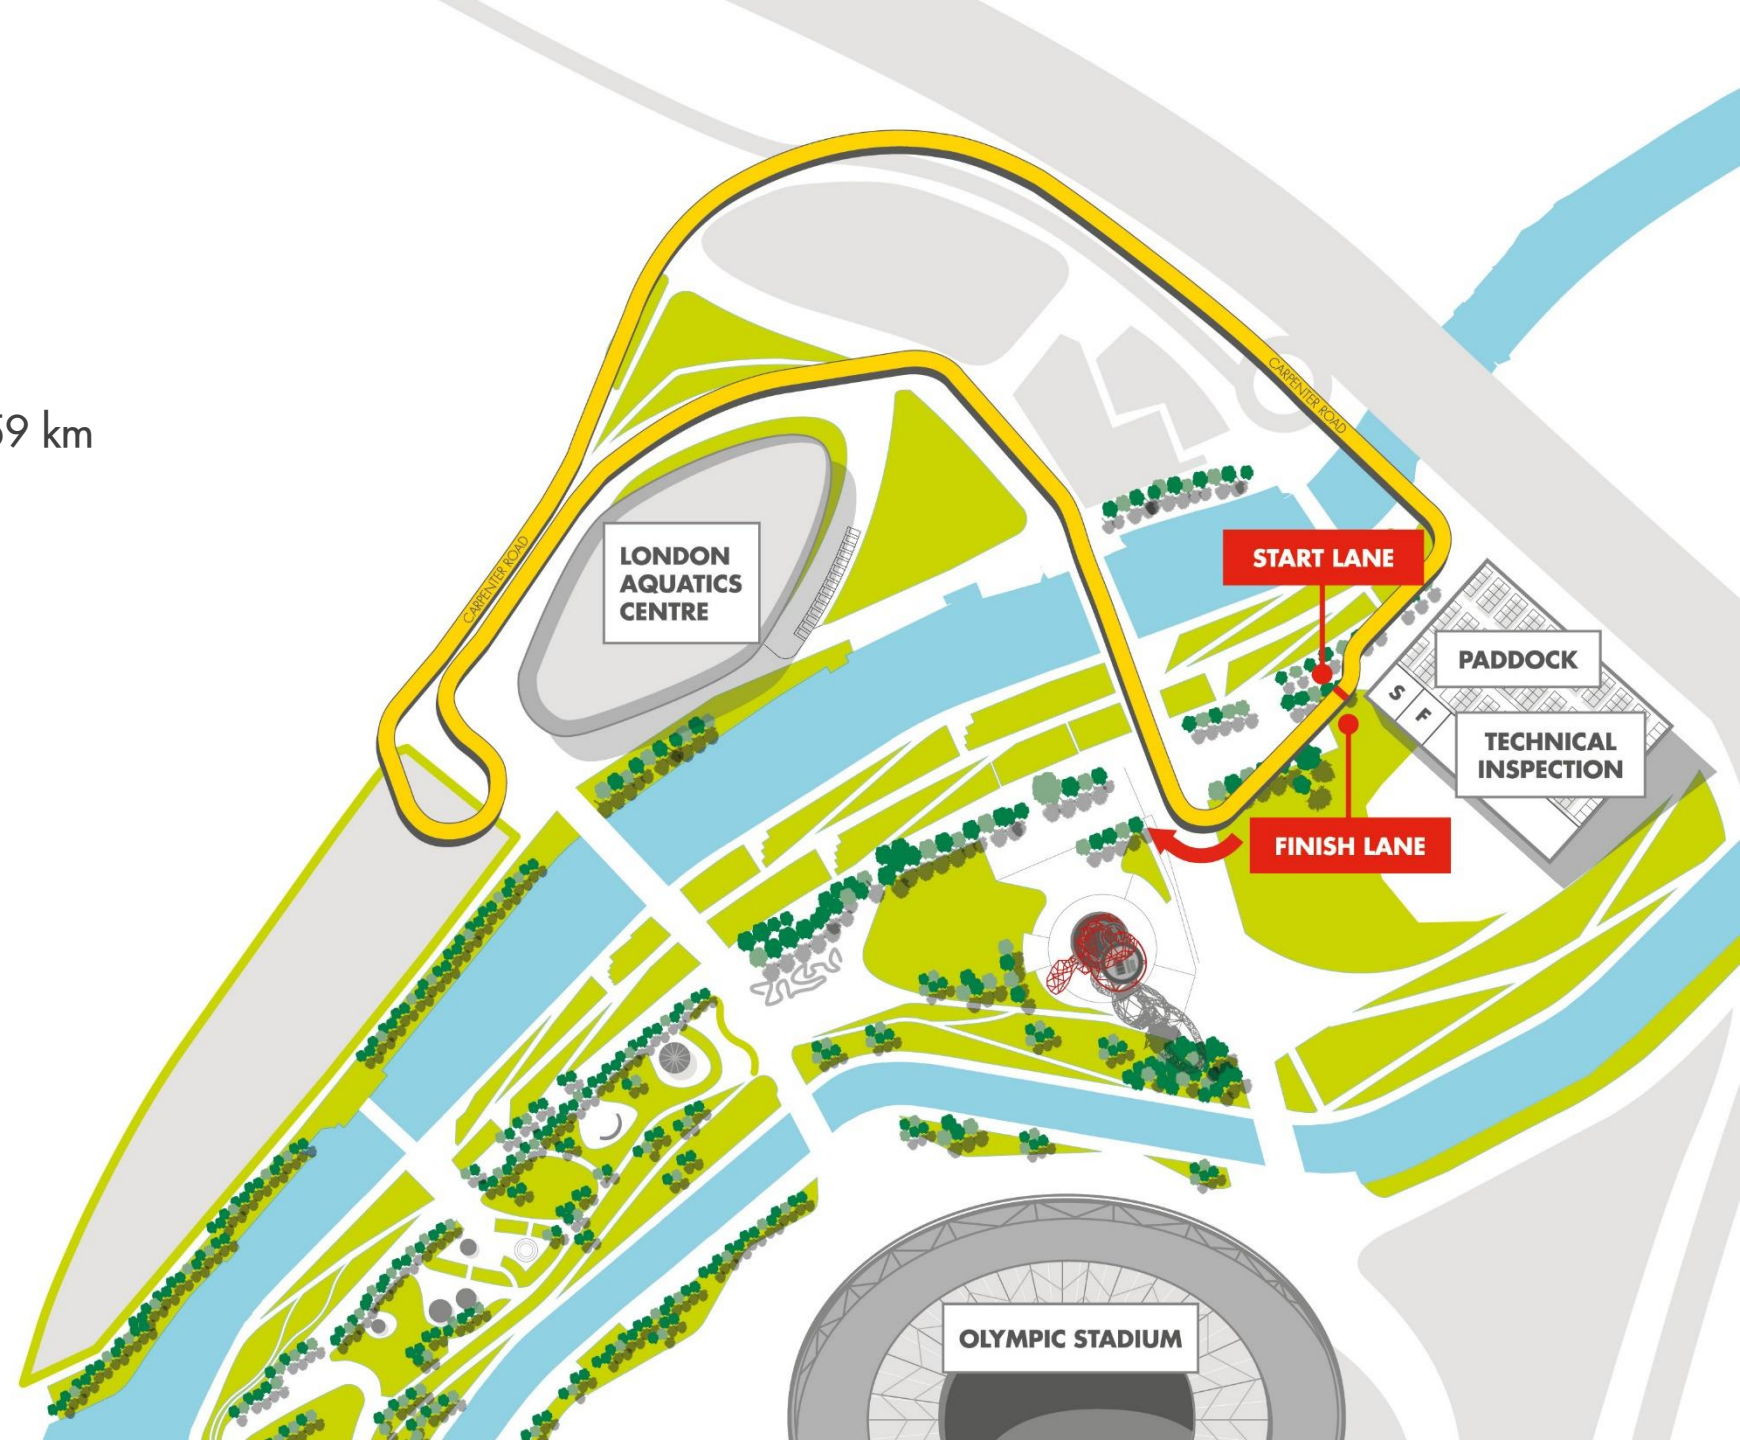 59 km
CARPENTER ROAD
CARPENTER ROAD
LONDON
AQUATICS
CENTRE
START LANE
PADDOCK
S
F
TECHNICAL
INSPECTION
FINISH LANE
OLYMPIC STADIUM